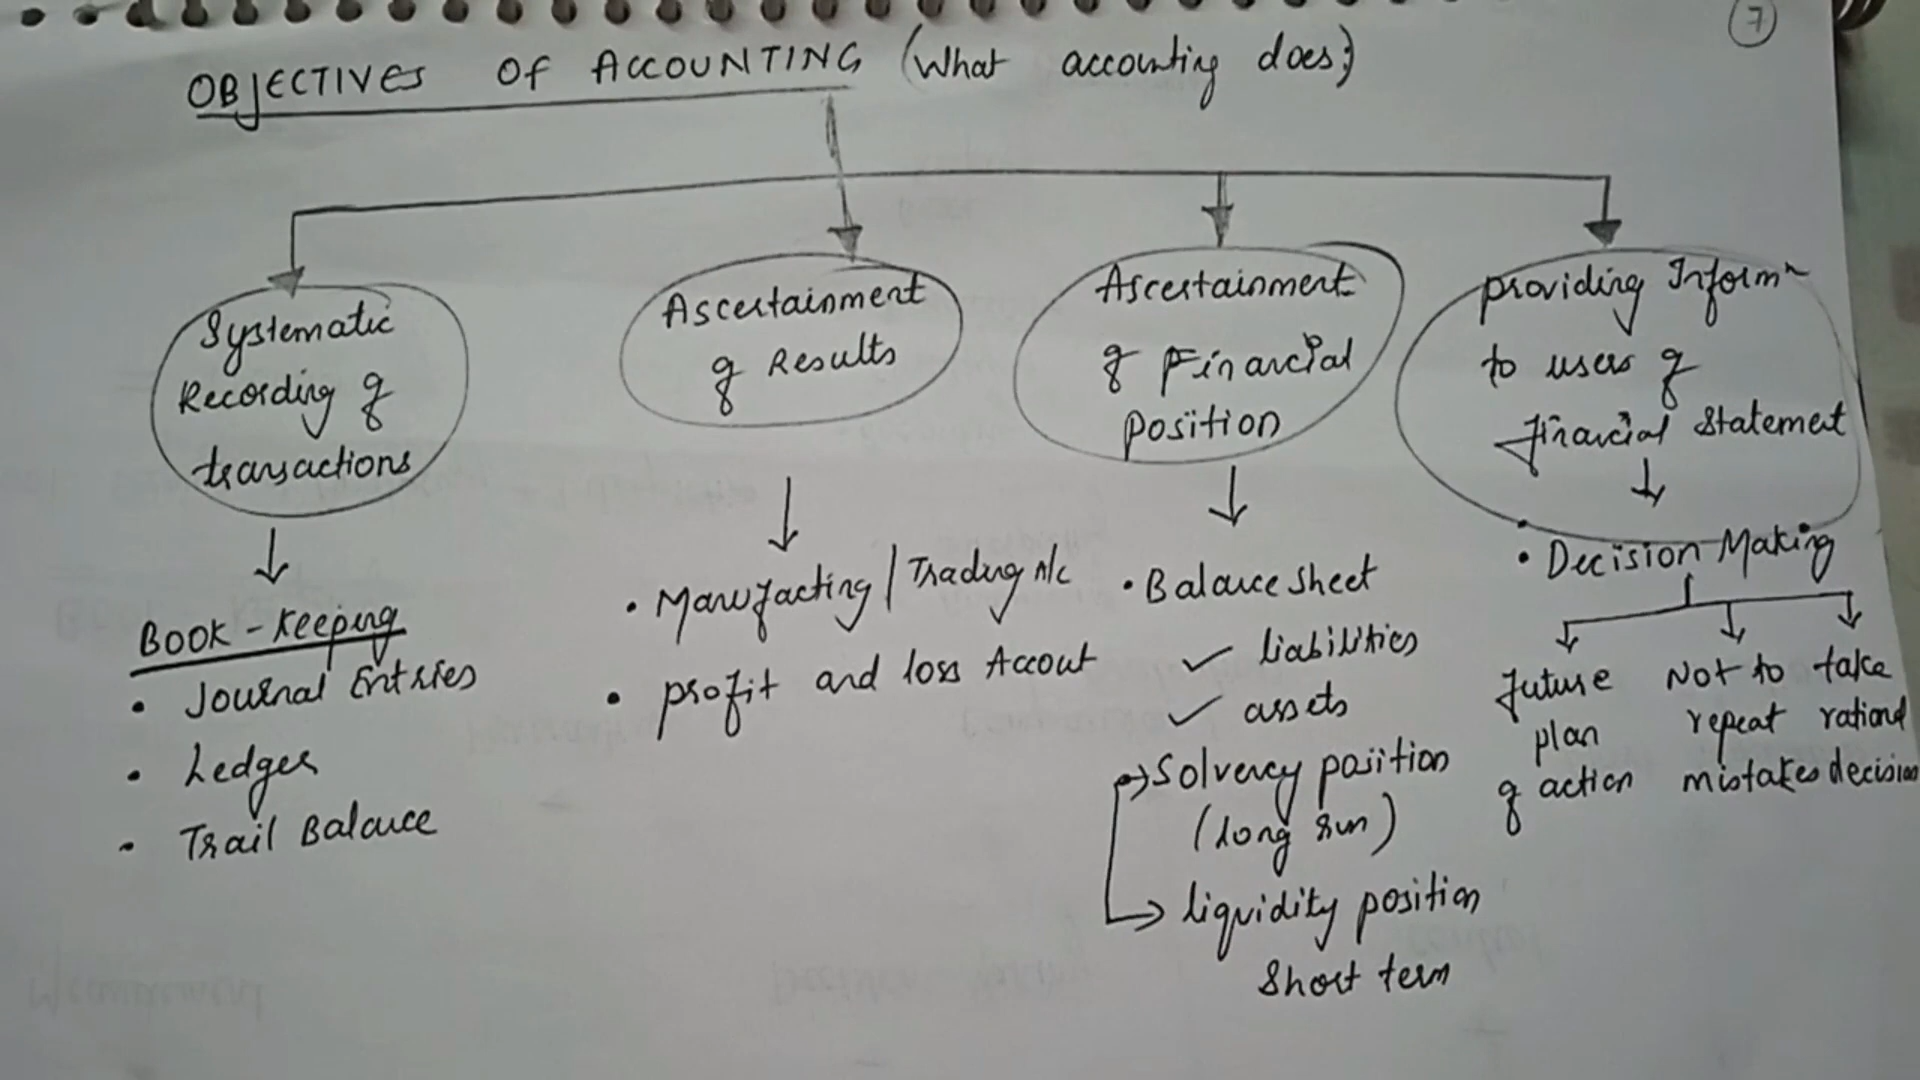 7
OBJECTIVES OF ACCOUNTING (What accounting does)
Systematic
Recording of
transactions
BOOK-Keeping
• Journal Entries
• Ledger
• Trail Balance
Ascertainment
of Results
• Manufacting / Trading A/c
• profit and loss Accout
Ascertainment
of Financial
position
• Balance sheet
✓ liabilities
✓ assets
→ Solvency position
(long run)
→ liquidity position
Short term
providing Informⁿ
to users of
financial statement
• Decision Making
future
plan
of action
Not to
repeat
mistakes
take
rational
decision